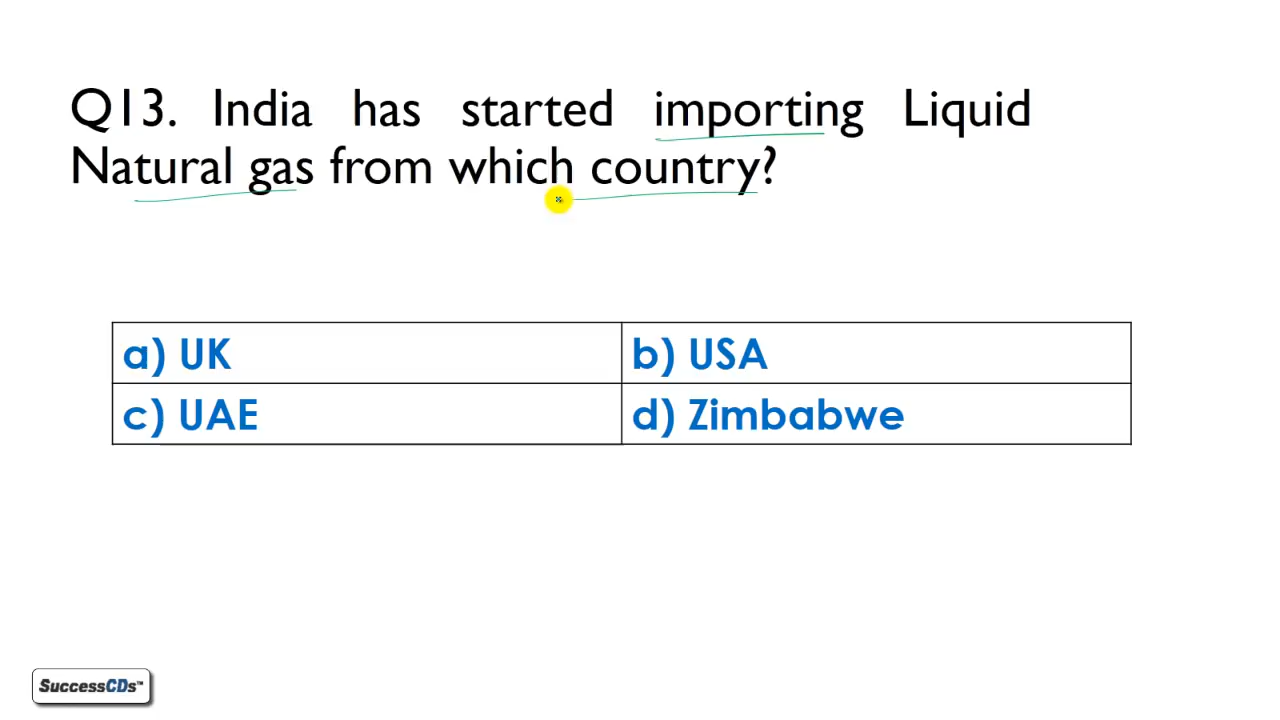 Q13. India has started importing Liquid
Natural gas from which country?
a) UK
b) USA
c) UAE
d) Zimbabwe
SuccessCDs™